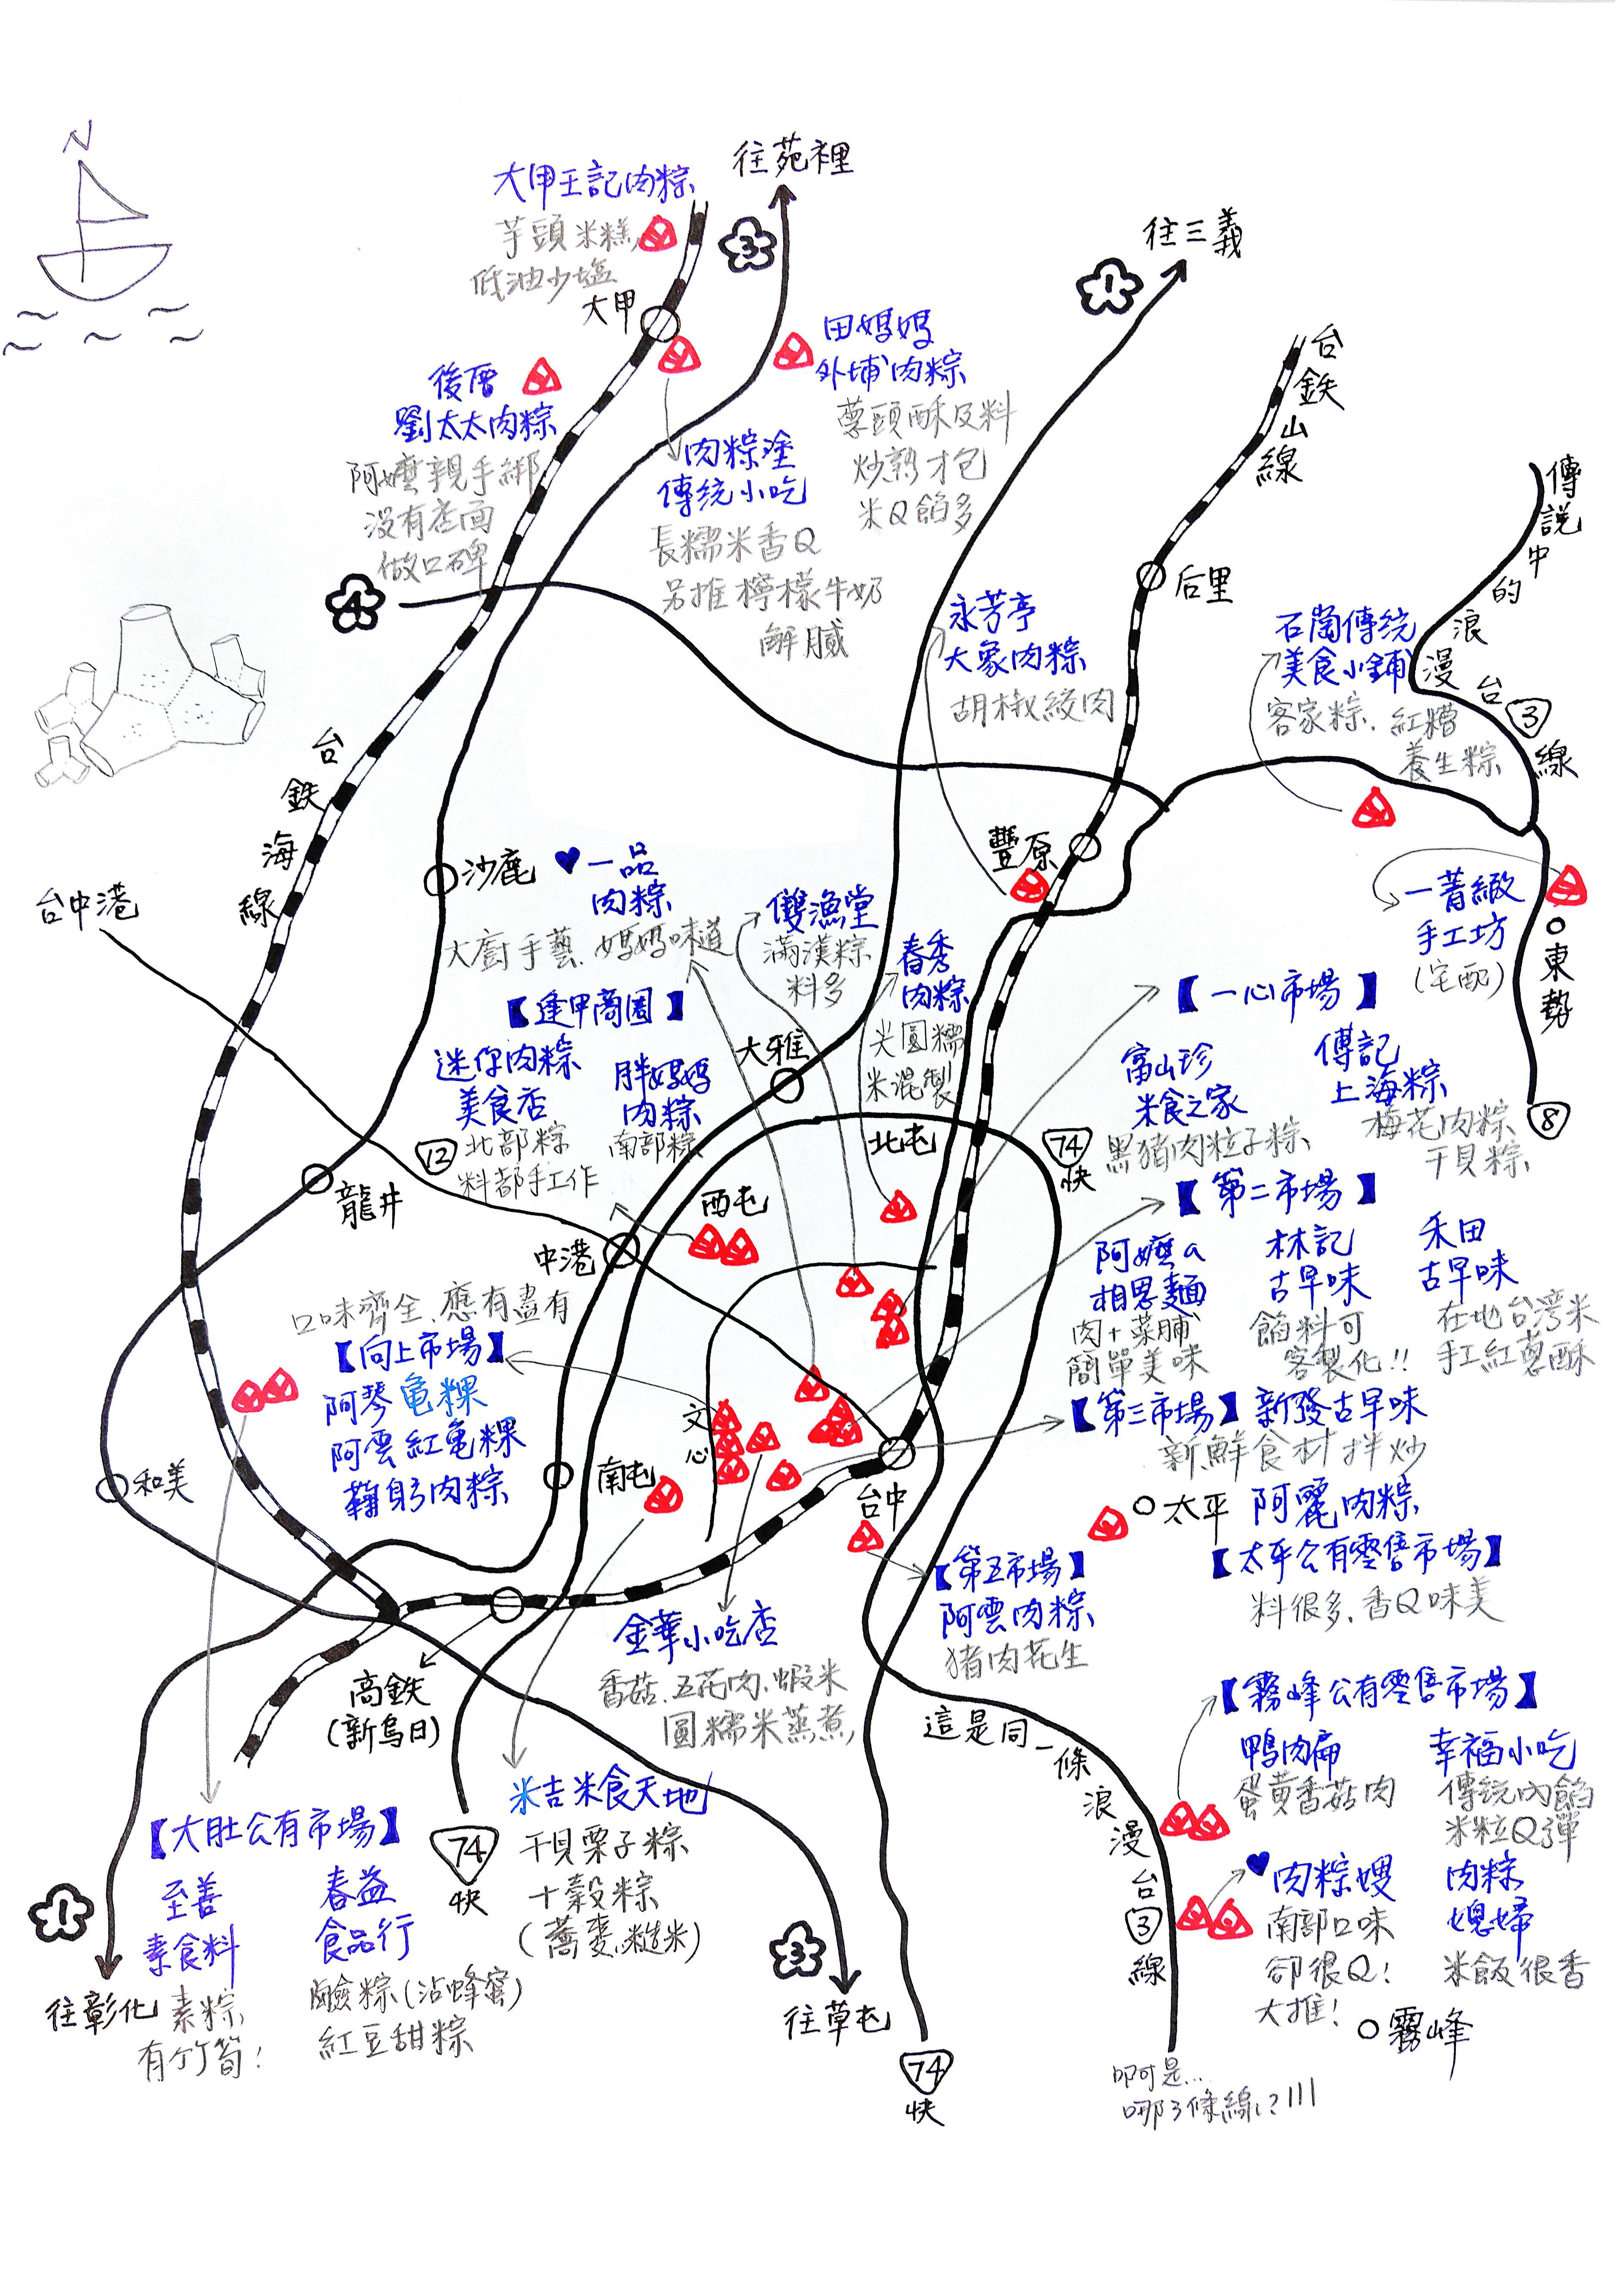 N
大甲王記肉粽
芋頭米糕
低油少塩
大甲
3
往苑裡
1
往三義
台鉄山線
後厝
劉太太肉粽
阿嬤親手綁
沒有店面
做口碑
肉粽塗
傳統小吃
長糯米香Q
另推檸檬牛奶
解膩
田媽媽
外埔肉粽
蕶頭酥及料
炒熟才包
米Q餡多
4
后里
傳説中的浪漫台
3
線
永芳亭
大象肉粽
胡椒絞肉
石崗傳統
美食小鋪
客家粽、紅糟
養生粽
豐原
台鉄海線
台中港
沙鹿
♥一品
肉粽
大廚手藝、媽媽味道
雙漁堂
滿漢粽
料多
春秀
肉粽
尖圓糯
米混製
一菁緻
手工坊
(宅配)
東勢
8
【逢甲商圈】
迷你肉粽
美食店
北部粽
料都手工作
胖媽媽
肉粽
南部粽
大雅
【一心市場】
富山珍
米食之家
黑豬肉粒子粽
傅記
上海粽
梅花肉粽
干貝粽
12
龍井
北屯
74
快
西屯
中港
【第二市場】
阿嬤a
相思麵
肉+菜脯
簡單美味
林記
古早味
餡料可
客製化!!
禾田
古早味
在地台湾米
手工紅蔥酥
口味齊全、應有盡有
【向上市場】
阿琴龟粿
阿雲紅龟粿
鞠躬肉粽
文心
【第三市場】新發古早味
新鮮食材拌炒
和美
南屯
台中
太平
阿麗肉粽
【太平公有零售市場】
料很多、香Q味美
【第五市場】
阿雲肉粽
豬肉花生
金華小吃店
香菇、五花肉、蝦米
圓糯米蒸煮
高鉄
(新烏日)
這是同一條浪漫台
3
線
【霧峰公有零售市場】
鴨肉扁
蛋黄香菇肉
幸福小吃
傳統內餡
米粒Q彈
♥肉粽嫂
南部口味
卻很Q!
大推!
肉粽
媳婦
米飯很香
霧峰
米吉米食天地
干貝栗子粽
十穀粽
(蕎麥、糙米)
【大肚公有市場】
至善
素食料
素粽
有竹筍!
春益
食品行
鹼粽(沾蜂蜜)
紅豆甜粽
74
快
1
往彰化
3
往草屯
74
快
啊是...
哪3條線!?